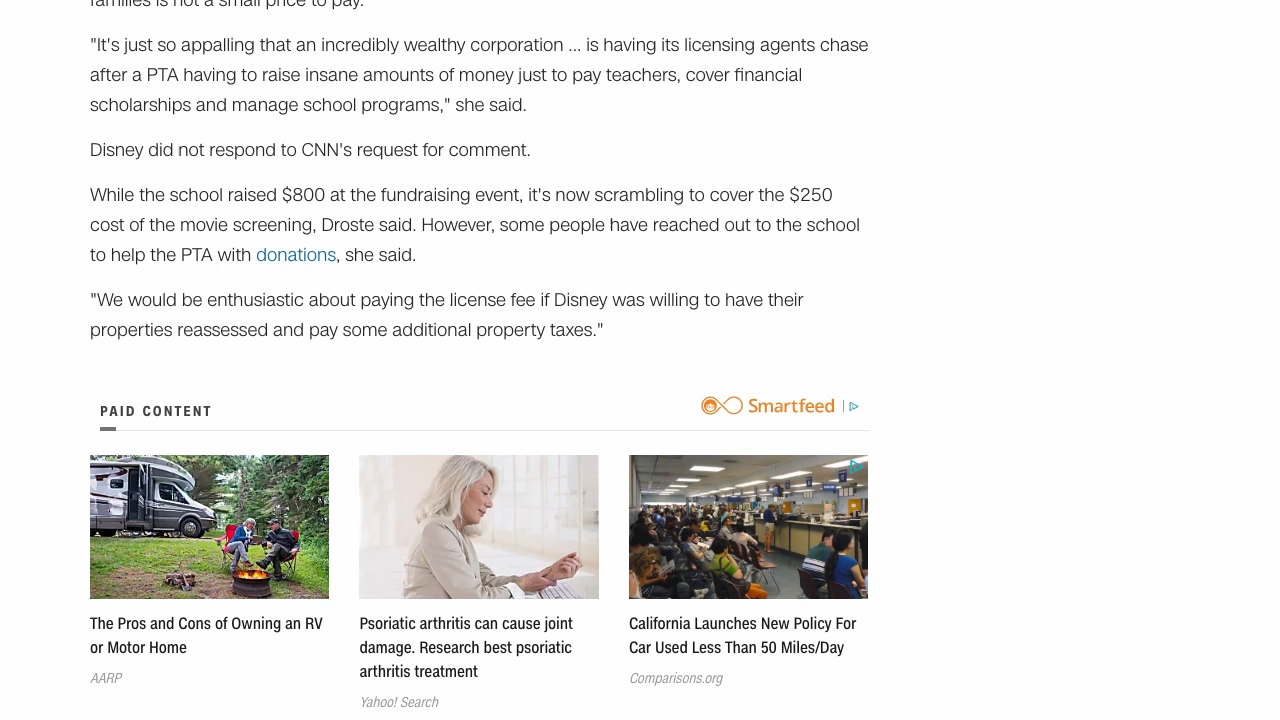 families is not a small price to pay.
"It's just so appalling that an incredibly wealthy corporation ... is having its licensing agents chase
after a PTA having to raise insane amounts of money just to pay teachers, cover financial
scholarships and manage school programs," she said.
Disney did not respond to CNN's request for comment.
While the school raised $800 at the fundraising event, it's now scrambling to cover the $250
cost of the movie screening, Droste said. However, some people have reached out to the school
to help the PTA with donations, she said.
"We would be enthusiastic about paying the license fee if Disney was willing to have their
properties reassessed and pay some additional property taxes."
PAID CONTENT
Smartfeed
The Pros and Cons of Owning an RV
or Motor Home
AARP
Psoriatic arthritis can cause joint
damage. Research best psoriatic
arthritis treatment
Yahoo! Search
California Launches New Policy For
Car Used Less Than 50 Miles/Day
Comparisons.org